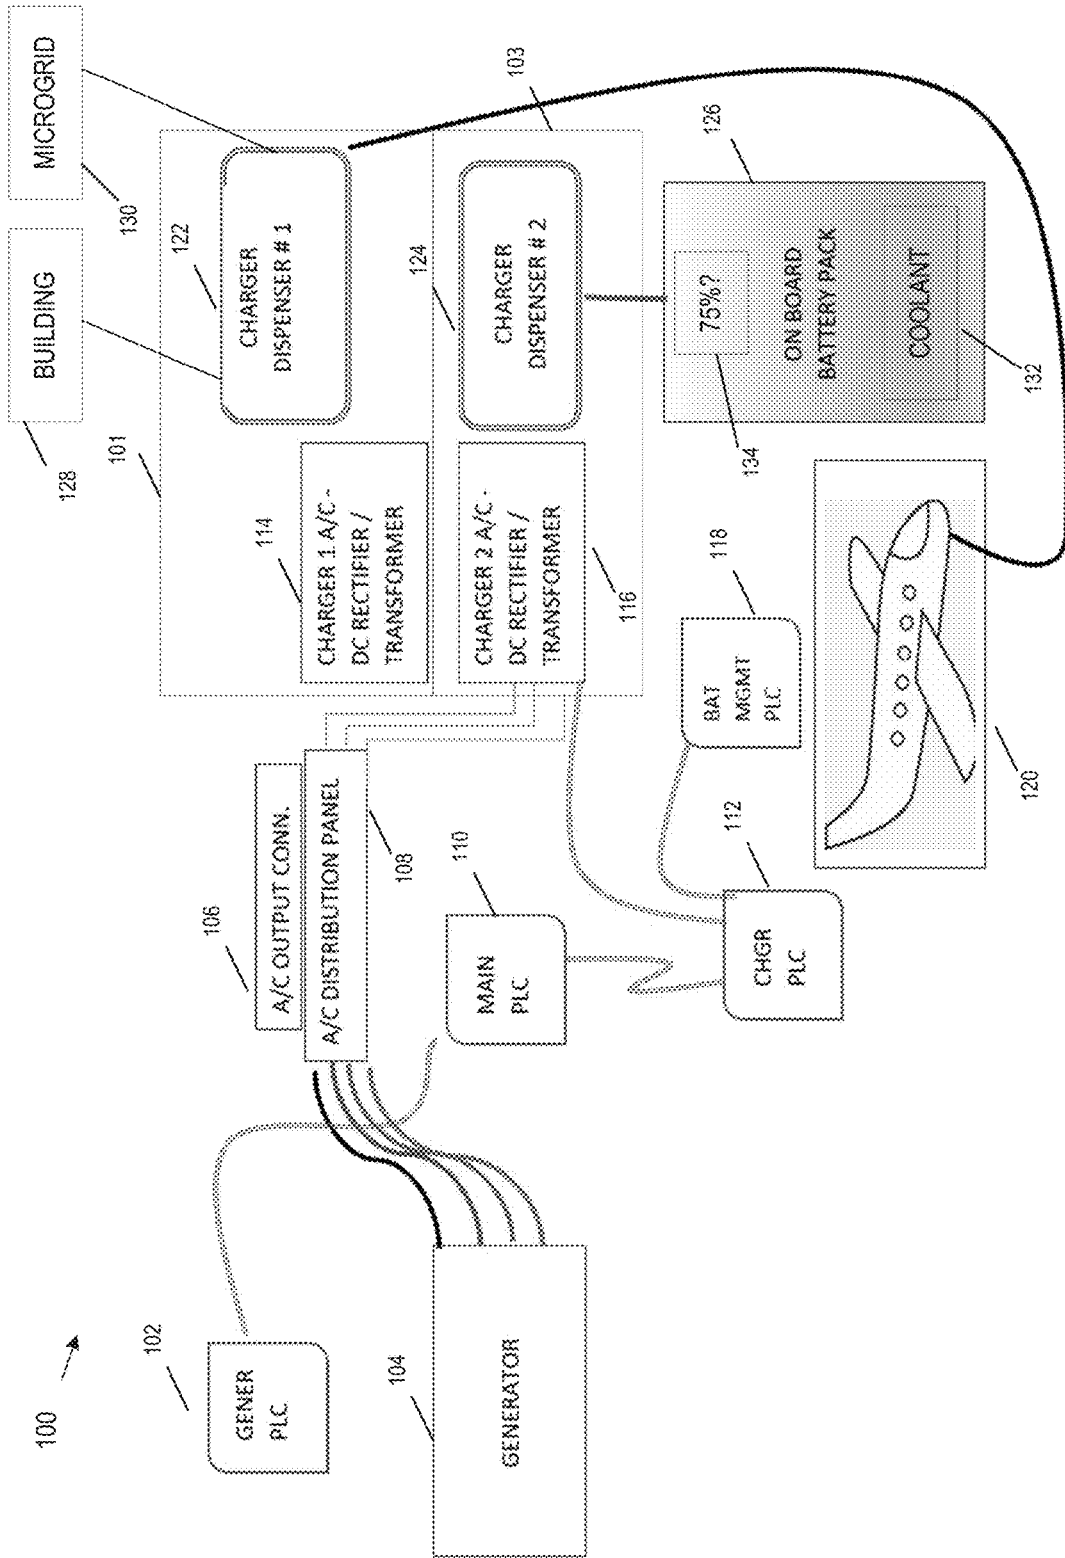 100
102
GENER
PLC
104
GENERATOR
106
A/C OUTPUT CONN.
A/C DISTRIBUTION PANEL
108
110
MAIN
PLC
112
CHGR
PLC
118
BAT
MGMT
PLC
120
101
103
114
CHARGER 1 A/C -
DC RECTIFIER /
TRANSFORMER
CHARGER 2 A/C -
DC RECTIFIER /
TRANSFORMER
116
122
CHARGER
DISPENSER # 1
124
CHARGER
DISPENSER # 2
128
BUILDING
130
MICROGRID
126
134
75%?
ON BOARD
BATTERY PACK
COOLANT
132